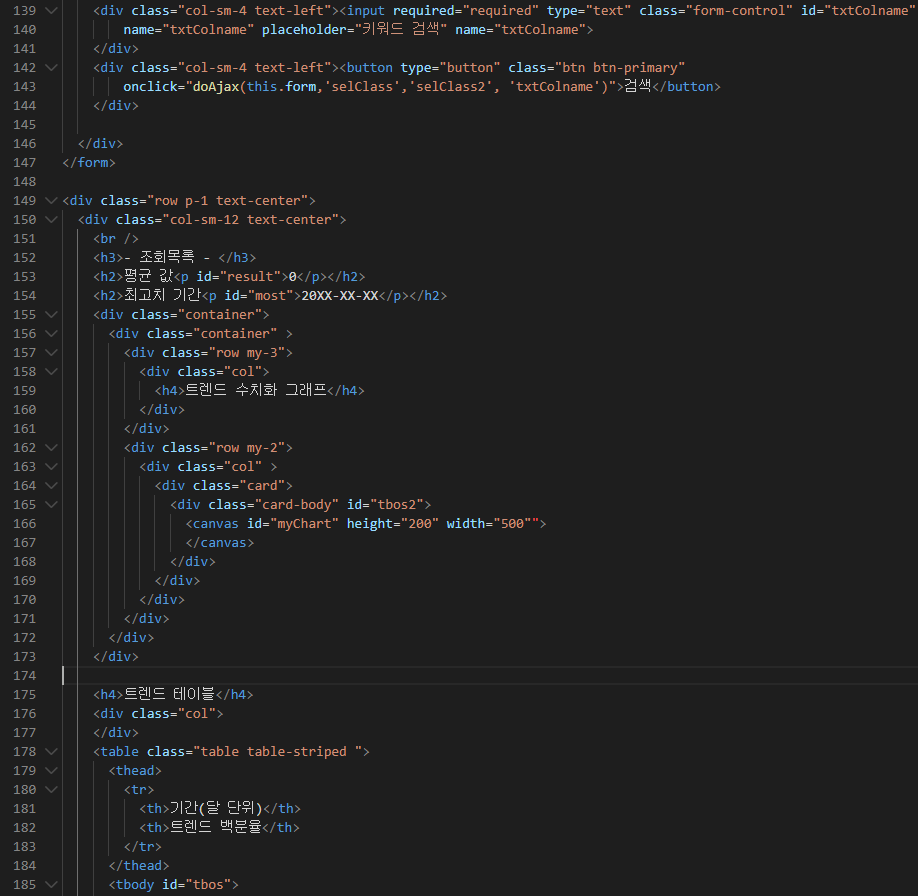 139 <div class="col-sm-4 text-left"><input required="required" type="text" class="form-control" id="txtColname"
140 name="txtColname" placeholder="키워드 검색" name="txtColname">
141 </div>
142 <div class="col-sm-4 text-left"><button type="button" class="btn btn-primary"
143 onclick="doAjax(this.form,'selClass','selClass2', 'txtColname')">검색</button>
144 </div>
145
146 </div>
147 </form>
148
149 <div class="row p-1 text-center">
150 <div class="col-sm-12 text-center">
151 <br />
152 <h3>- 조회목록 - </h3>
153 <h2>평균 값<p id="result">0</p></h2>
154 <h2>최고치 기간<p id="most">20XX-XX-XX</p></h2>
155 <div class="container">
156 <div class="container" >
157 <div class="row my-3">
158 <div class="col">
159 <h4>트렌드 수치화 그래프</h4>
160 </div>
161 </div>
162 <div class="row my-2">
163 <div class="col" >
164 <div class="card">
165 <div class="card-body" id="tbos2">
166 <canvas id="myChart" height="200" width="500"">
167 </canvas>
168 </div>
169 </div>
170 </div>
171 </div>
172 </div>
173 </div>
174
175 <h4>트렌드 테이블</h4>
176 <div class="col">
177 </div>
178 <table class="table table-striped ">
179 <thead>
180 <tr>
181 <th>기간(달 단위)</th>
182 <th>트렌드 백분율</th>
183 </tr>
184 </thead>
185 <tbody id="tbos">